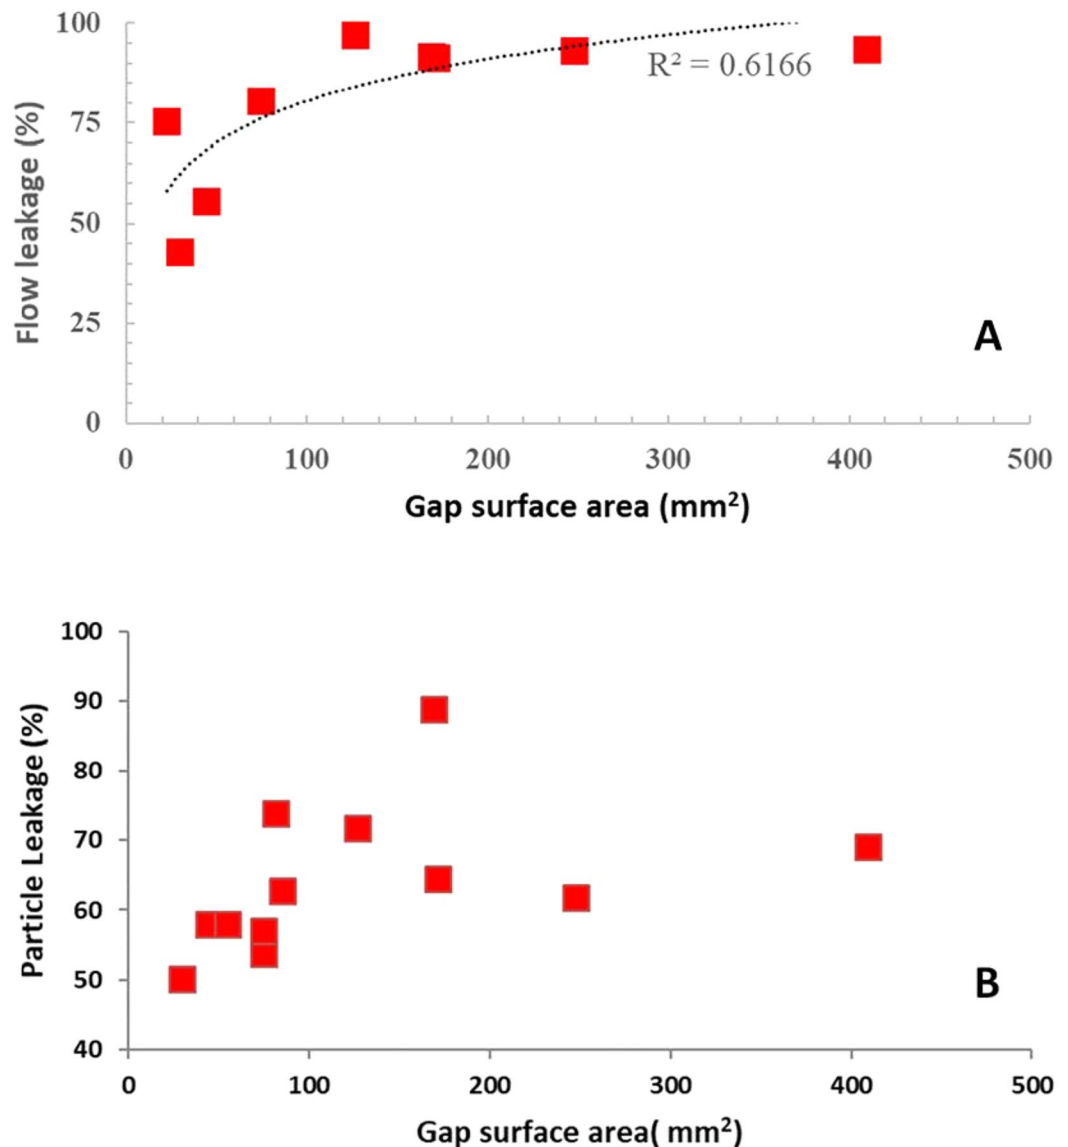 100
75
50
25
0
Flow leakage (%)
R² = 0.6166
A
0 100 200 300 400 500
Gap surface area (mm²)
100
90
80
70
60
50
40
Particle Leakage (%)
B
0 100 200 300 400 500
Gap surface area( mm²)